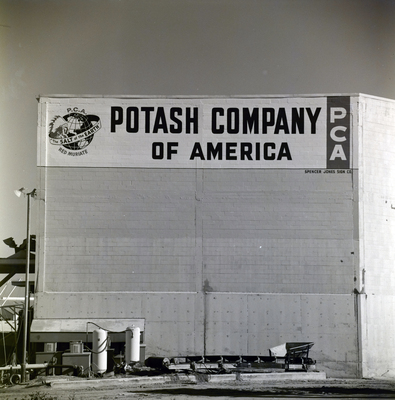 P.C.A.
SALT OF THE EARTH
RED MURIATE
POTASH COMPANY
OF AMERICA
PCA
SPENCER JONES SIGN CO.